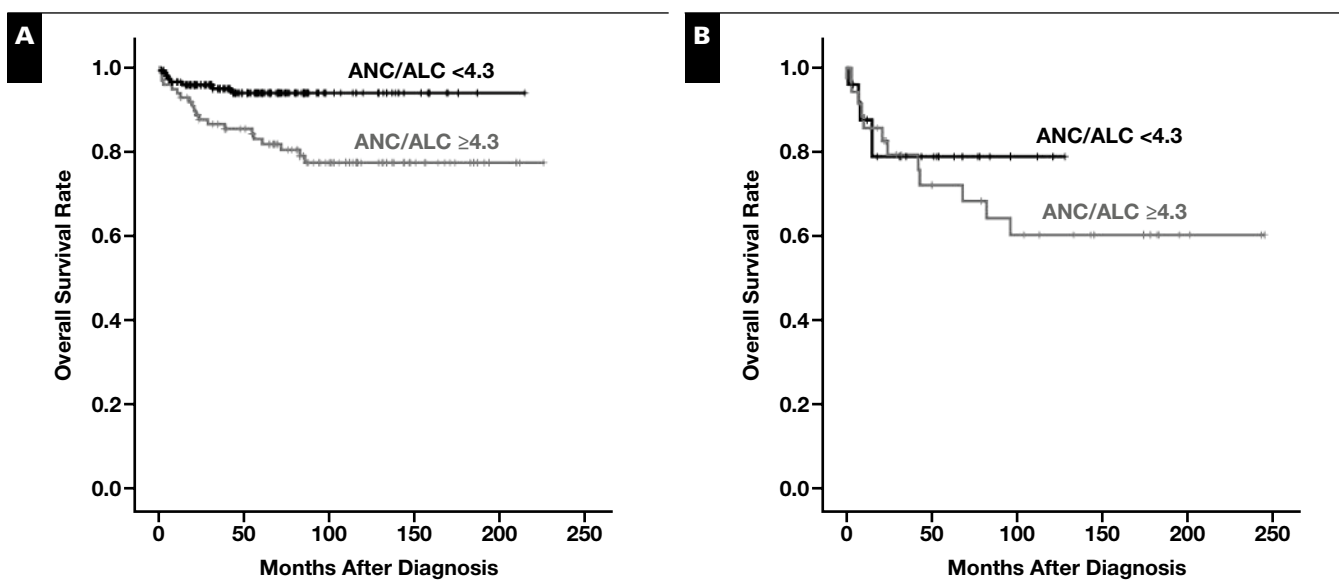 A
Overall Survival Rate
1.0
0.8
0.6
0.4
0.2
0.0
ANC/ALC <4.3
ANC/ALC ≥4.3
0 50 100 150 200 250
Months After Diagnosis
B
Overall Survival Rate
1.0
0.8
0.6
0.4
0.2
0.0
ANC/ALC <4.3
ANC/ALC ≥4.3
0 50 100 150 200 250
Months After Diagnosis